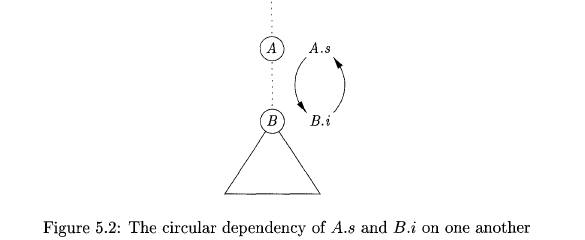 A A.s
B B.i
Figure 5.2: The circular dependency of A.s and B.i on one another